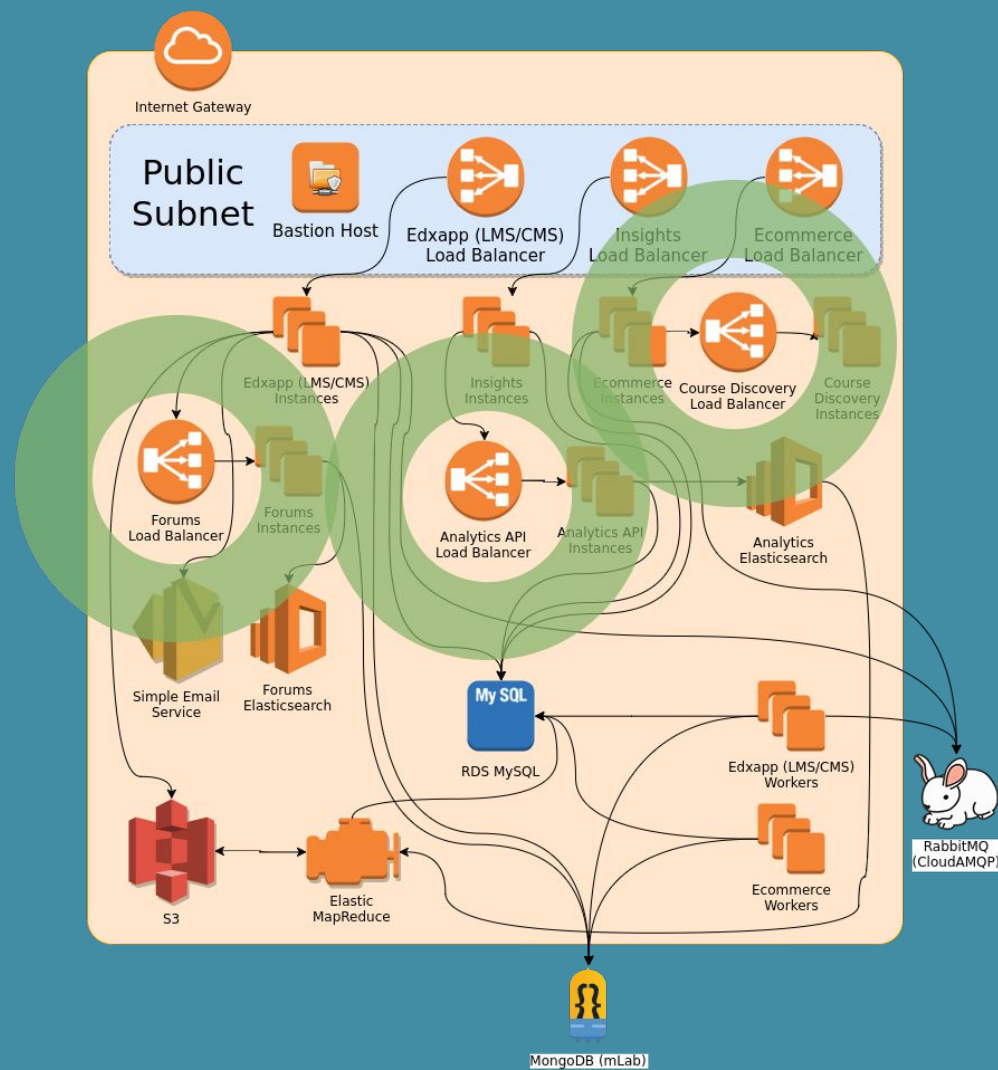 Internet Gateway
Public
Subnet
Bastion Host
Edxapp (LMS/CMS)
Load Balancer
Insights
Load Balancer
Ecommerce
Load Balancer
Edxapp (LMS/CMS)
Instances
Insights
Instances
Ecommerce
Instances
Course Discovery
Load Balancer
Course
Discovery
Instances
Forums
Load Balancer
Forums
Instances
Analytics API
Load Balancer
Analytics API
Instances
Analytics
Elasticsearch
Simple Email
Service
Forums
Elasticsearch
My SQL
RDS MySQL
Edxapp (LMS/CMS)
Workers
RabbitMQ
(CloudAMQP)
S3
Elastic
MapReduce
Ecommerce
Workers
{}
MongoDB (mLab)